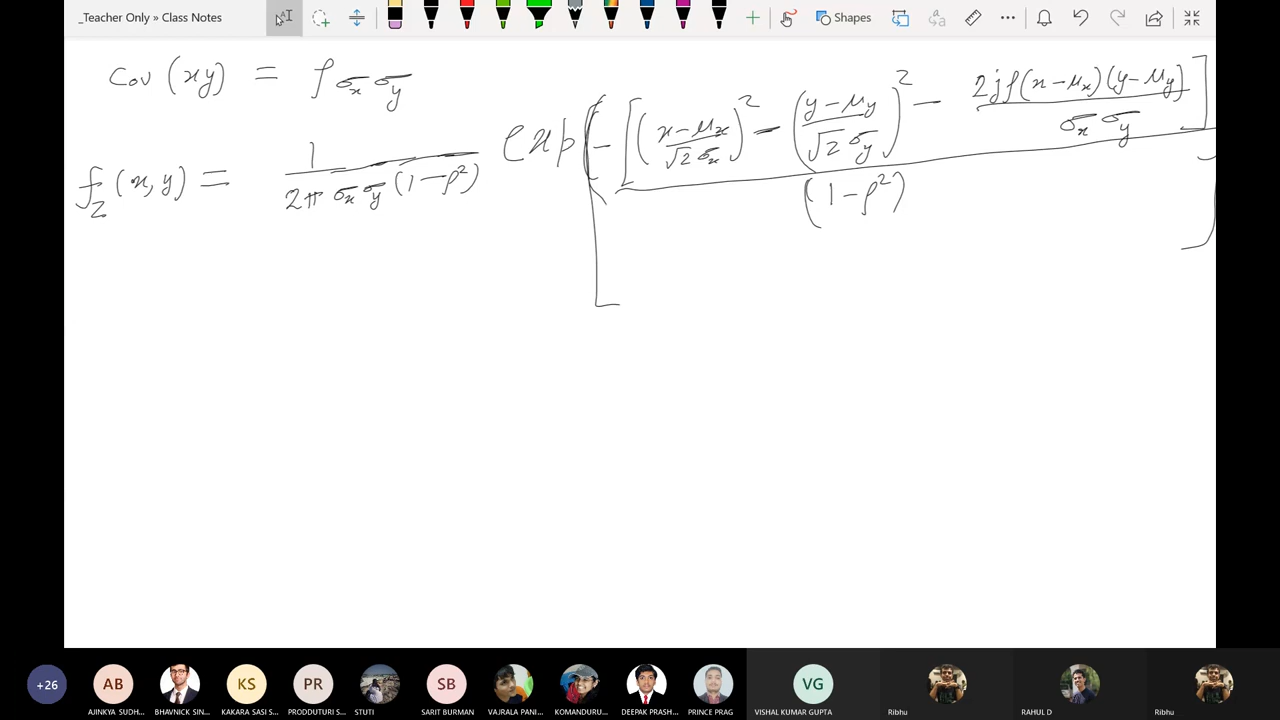 _Teacher Only » Class Notes
Shapes
Cov (xy) = ρ σx σy
fZ (x, y) = 1 / 2π σx σy (1-ρ²) exp [ - [ ( x-μx / √2 σx )² - ( y-μy / √2 σy )² - 2jρ(x-μx)(y-μy) / σx σy ] / (1-ρ²) ]
+26
AB
KS
PR
SB
VG
AJINKYA SUDH...
BHAVNICK SIN...
KAKARA SASI S...
PRODDUTURI S...
STUTI
SARIT BURMAN
VAJRALA PANI...
KOMANDURU...
DEEPAK PRASH...
PRINCE PRAG
VISHAL KUMAR GUPTA
Ribhu
RAHUL D
Ribhu